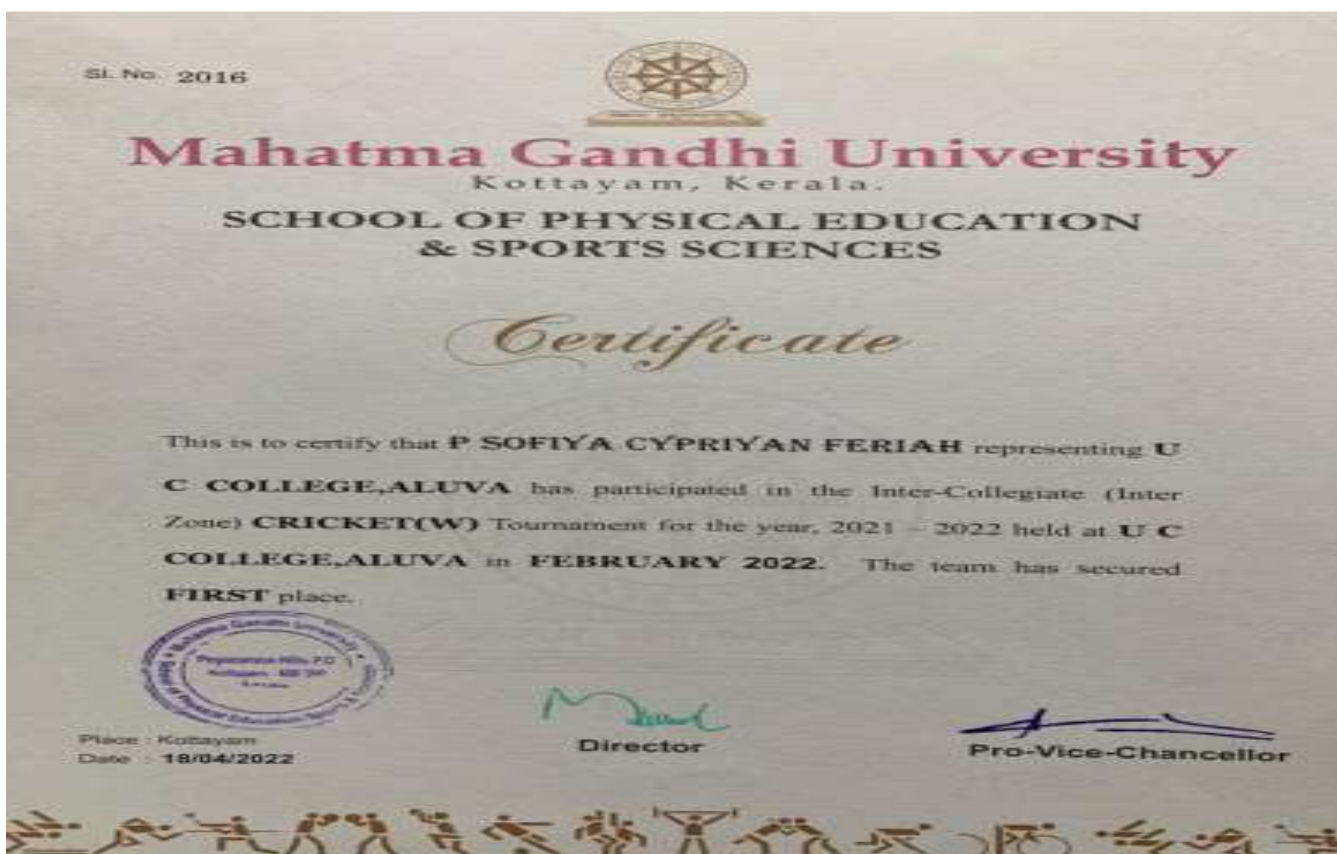 Sl. No. 2016
Mahatma Gandhi University
Kottayam, Kerala.
SCHOOL OF PHYSICAL EDUCATION
& SPORTS SCIENCES
Certificate
This is to certify that P SOFIYA CYPRIYAN FERIAH representing U
C COLLEGE,ALUVA has participated in the Inter-Collegiate (Inter
Zone) CRICKET(W) Tournament for the year, 2021 – 2022 held at U C
COLLEGE,ALUVA in FEBRUARY 2022. The team has secured
FIRST place.
Mahatma Gandhi University
Place : Kottayam
Date : 18/04/2022
Director
Pro-Vice-Chancellor